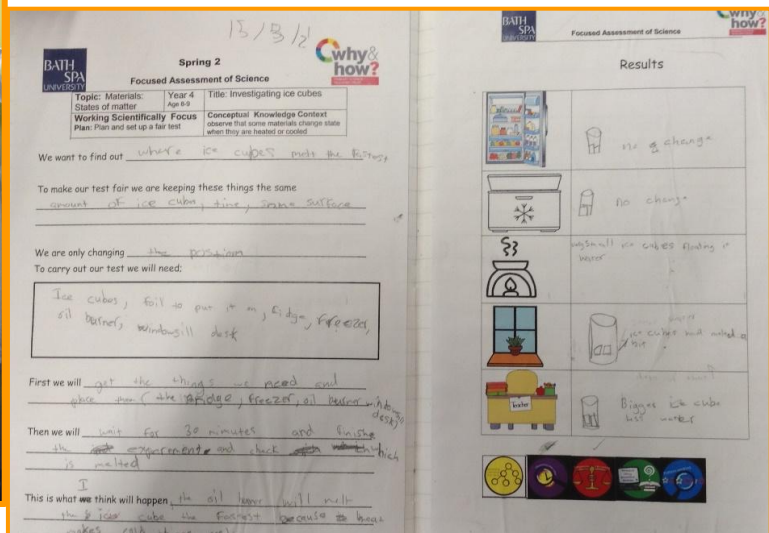 15/3/2
BATH
SPA
UNIVERSITY
why&
how?
Spring 2
Focused Assessment of Science
Topic: Materials: States of matter
Year 4
Age 8-9
Title: Investigating ice cubes
Working Scientifically Focus
Plan: Plan and set up a fair test
Conceptual Knowledge Context
observe that some materials change state
when they are heated or cooled
We want to find out where ice cubes melt the
To make our test fair we are keeping these things the same
amount of ice cube, time, same surface
We are only changing the position
To carry out our test we will need;
Ice cubes, foil to put it on, fridge, freezer,
oil burner, windowsill desk
First we will get the things we need and
place them (the fridge, freezer, oil burner
desk)
Then we will wait for 30 minutes and
the experiment and check which
is melted
I
This is what we think will happen, the oil burner will melt
the ice cube the fastest because heat
BATH
SPA
UNIVERSITY
Focused Assessment of Science
why&
how?
Results
no change
no change
small ice cubes floating in
water
ice cubes had melted a
bit
Bigger ice cube
less water